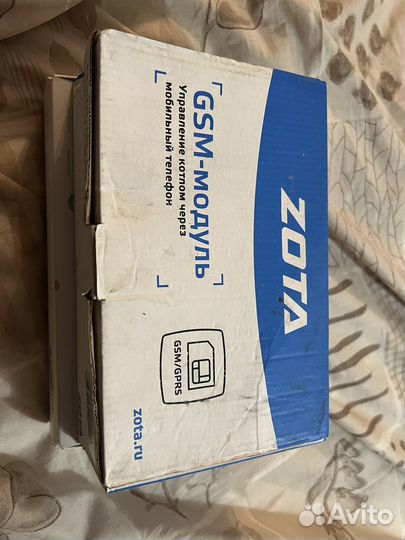 ZOTA
GSM-модуль
Управление котлом через
мобильный телефон
GSM/GPRS
zota.ru
Avito